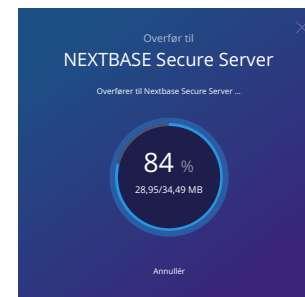 Overfør til
NEXTBASE Secure Server
Overfører til Nextbase Secure Server ...
84 %
28,95/34,49 MB
Annullér